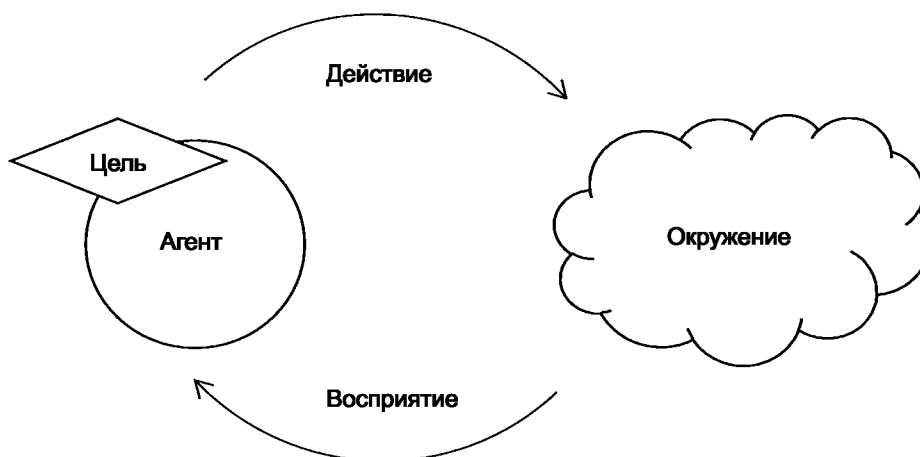 Действие
Цель
Агент
Окружение
Восприятие